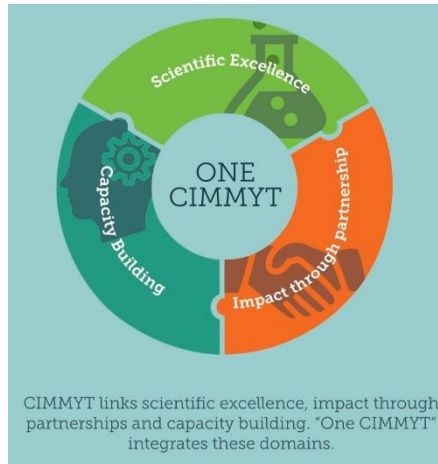 Scientific Excellence
ONE
CIMMYT
Capacity Building
Impact through partnership
CIMMYT links scientific excellence, impact through
partnerships and capacity building. “One CIMMYT”
integrates these domains.